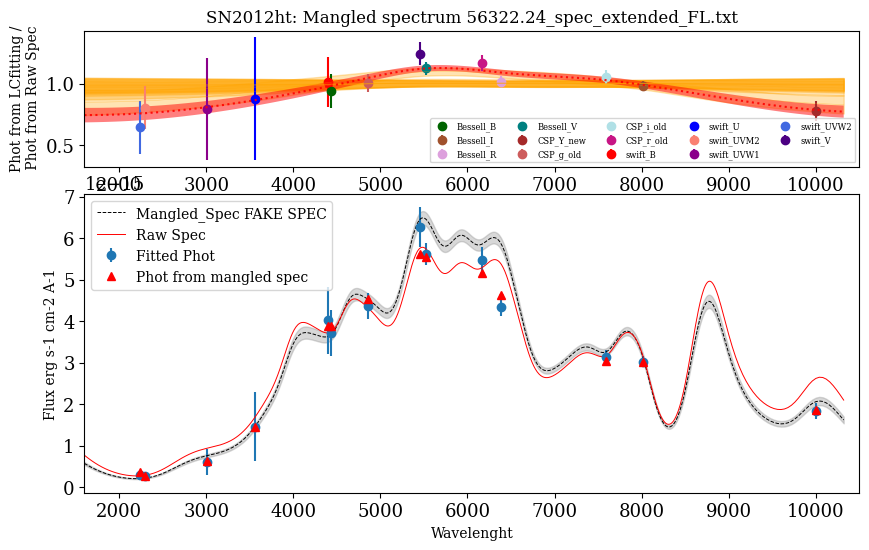 SN2012ht: Mangled spectrum 56322.24_spec_extended_FL.txt
Phot from LCfitting /
Phot from Raw Spec
1.0
0.5
Bessell_B Bessell_V CSP_i_old swift_U swift_UVW2
Bessell_I CSP_Y_new CSP_r_old swift_UVM2 swift_V
Bessell_R CSP_g_old swift_B swift_UVW1
2000 3000 4000 5000 6000 7000 8000 9000 10000
7
6
5
4
3
2
1
0
Mangled_Spec FAKE SPEC
Raw Spec
Fitted Phot
Phot from mangled spec
Flux erg s-1 cm-2 A-1
2000 3000 4000 5000 6000 7000 8000 9000 10000
Wavelenght